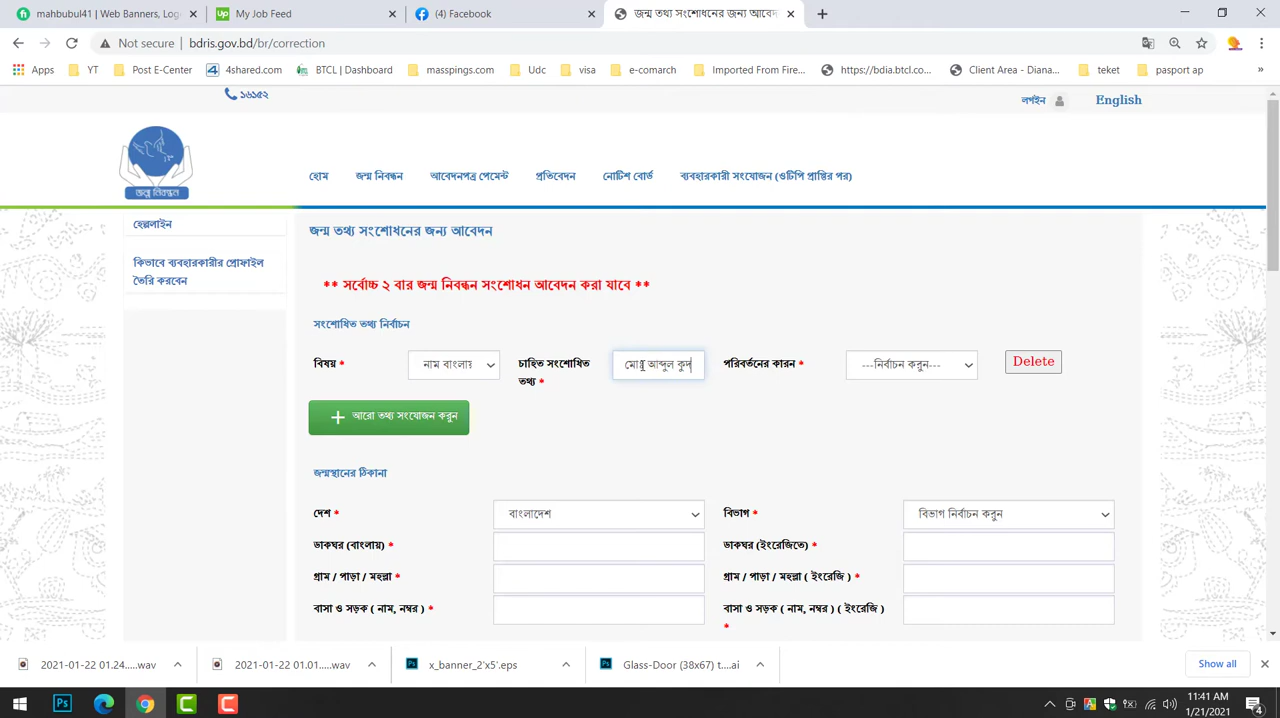 mahbubul41 | Web Banners, Log
My Job Feed
(4) Facebook
জন্ম তথ্য সংশোধনের জন্য আবেদন
Not secure | bdris.gov.bd/br/correction
Apps YT Post E-Center 4shared.com BTCL | Dashboard masspings.com Udc visa e-comarch Imported From Fire... https://bdia.btcl.co... Client Area - Diana... teket pasport ap »
১৬১৫২ লগইন English
জন্ম নিবন্ধন
হোম জন্ম নিবন্ধন আবেদনপত্র পেমেন্ট প্রতিবেদন নোটিশ বোর্ড ব্যবহারকারী সংযোজন (ওটিপি প্রাপ্তির পর)
হেল্পলাইন
কিভাবে ব্যবহারকারীর প্রোফাইল
তৈরি করবেন
জন্ম তথ্য সংশোধনের জন্য আবেদন
** সর্বোচ্চ ২ বার জন্ম নিবন্ধন সংশোধন আবেদন করা যাবে **
সংশোধিত তথ্য নির্বাচন
বিষয় * নাম বাংলায় চাহিত সংশোধিত তথ্য * আব্দুল কুদ পরিবর্তনের কারন * ---নির্বাচন করুন--- Delete
+ আরো তথ্য সংযোজন করুন
জন্মস্থানের ঠিকানা
দেশ * বাংলাদেশ বিভাগ * বিভাগ নির্বাচন করুন
ডাকঘর (বাংলায়) * ডাকঘর (ইংরেজিতে) *
গ্রাম / পাড়া / মহল্লা * গ্রাম / পাড়া / মহল্লা ( ইংরেজি ) *
বাসা ও সড়ক ( নাম, নম্বর ) * বাসা ও সড়ক ( নাম, নম্বর ) ( ইংরেজি )
*
2021-01-22 01.24.....wav 2021-01-22 01.01.....wav x_banner_2'x5'.eps Glass-Door (38x67) t....ai Show all
11:41 AM
1/21/2021
4